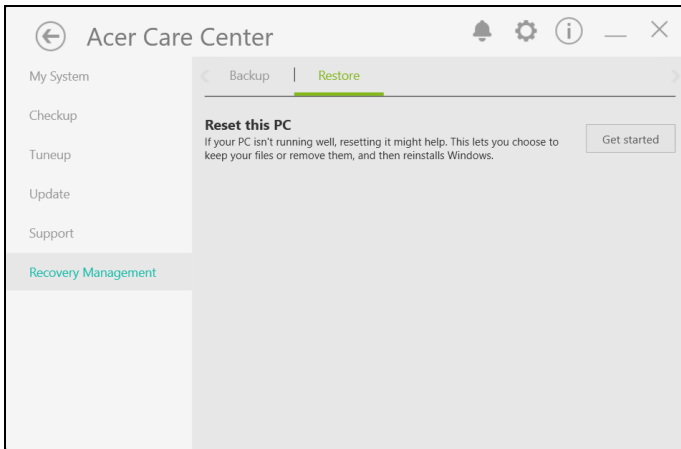 Acer Care Center
My System
Backup | Restore
Checkup
Reset this PC
If your PC isn't running well, resetting it might help. This lets you choose to
keep your files or remove them, and then reinstalls Windows.
Get started
Tuneup
Update
Support
Recovery Management